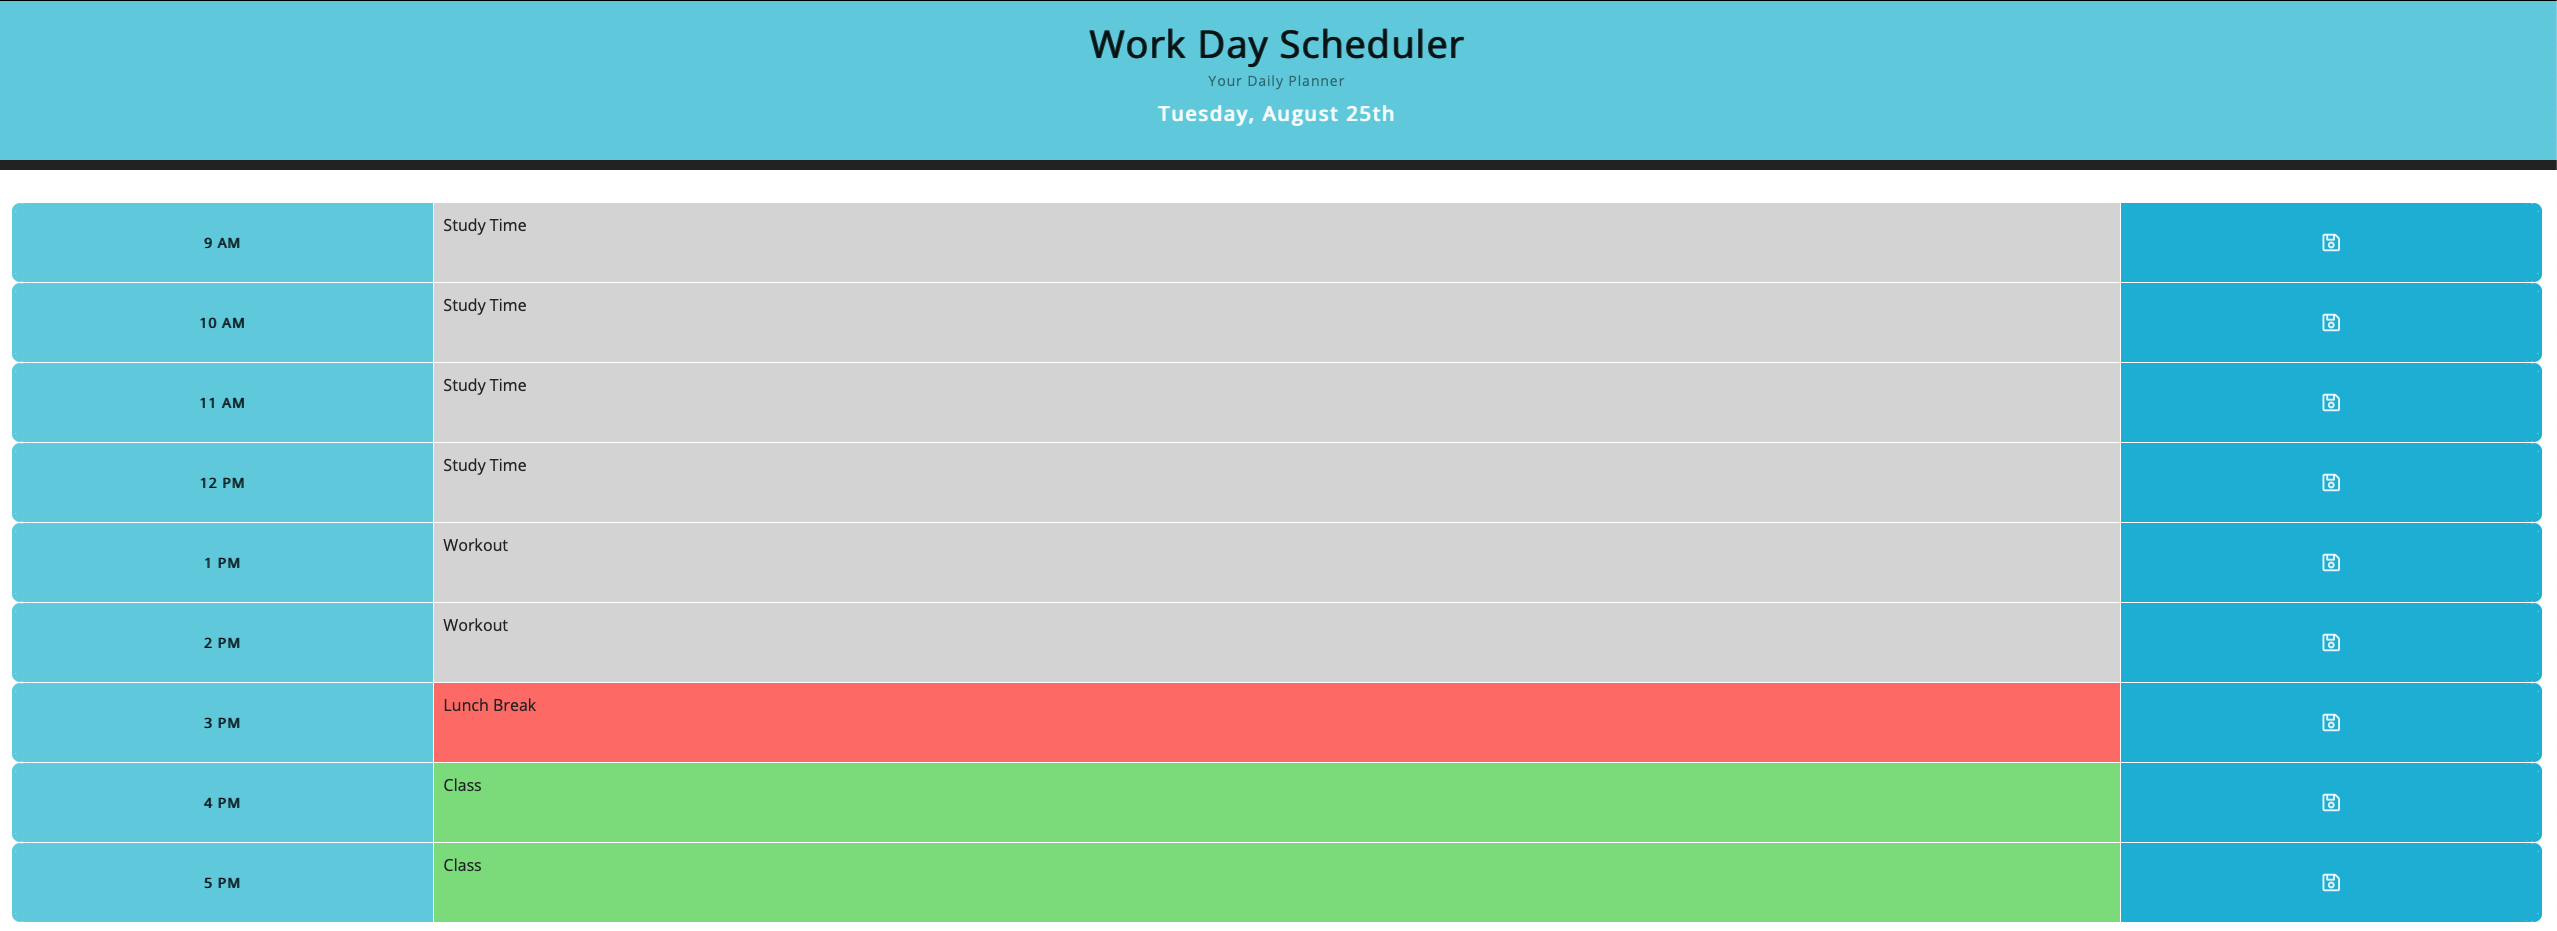 Work Day Scheduler
Your Daily Planner
Tuesday, August 25th
9 AM Study Time
10 AM Study Time
11 AM Study Time
12 PM Study Time
1 PM Workout
2 PM Workout
3 PM Lunch Break
4 PM Class
5 PM Class